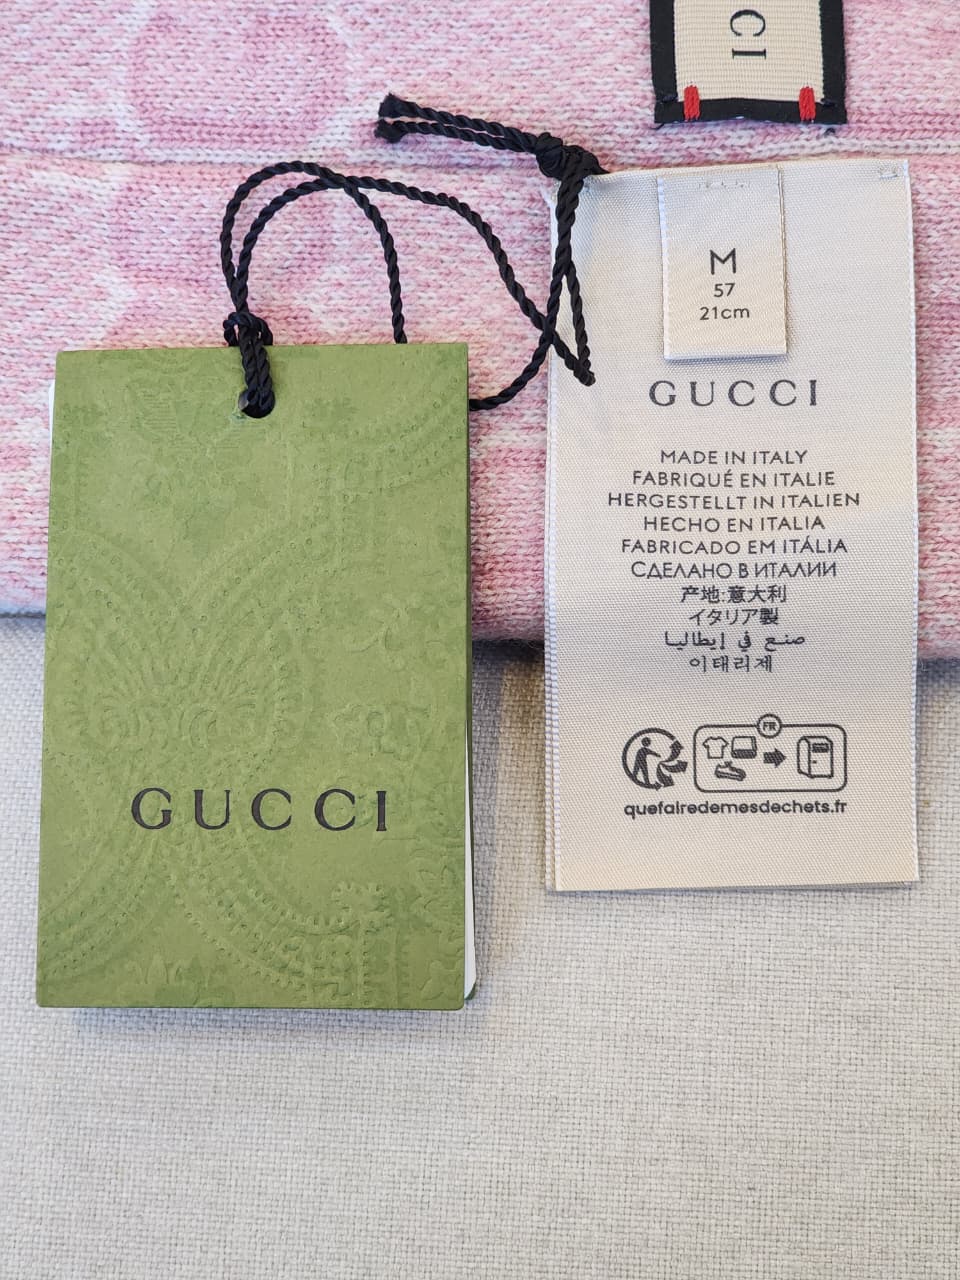 CI
M
57
21cm
GUCCI
MADE IN ITALY
FABRIQUÉ EN ITALIE
HERGESTELLT IN ITALIEN
HECHO EN ITALIA
FABRICADO EM ITÁLIA
СДЕЛАНО В ИТАЛИИ
产地:意大利
イタリア製
صنع في إيطاليا
이태리제
FR
quefairedemesdechets.fr
GUCCI